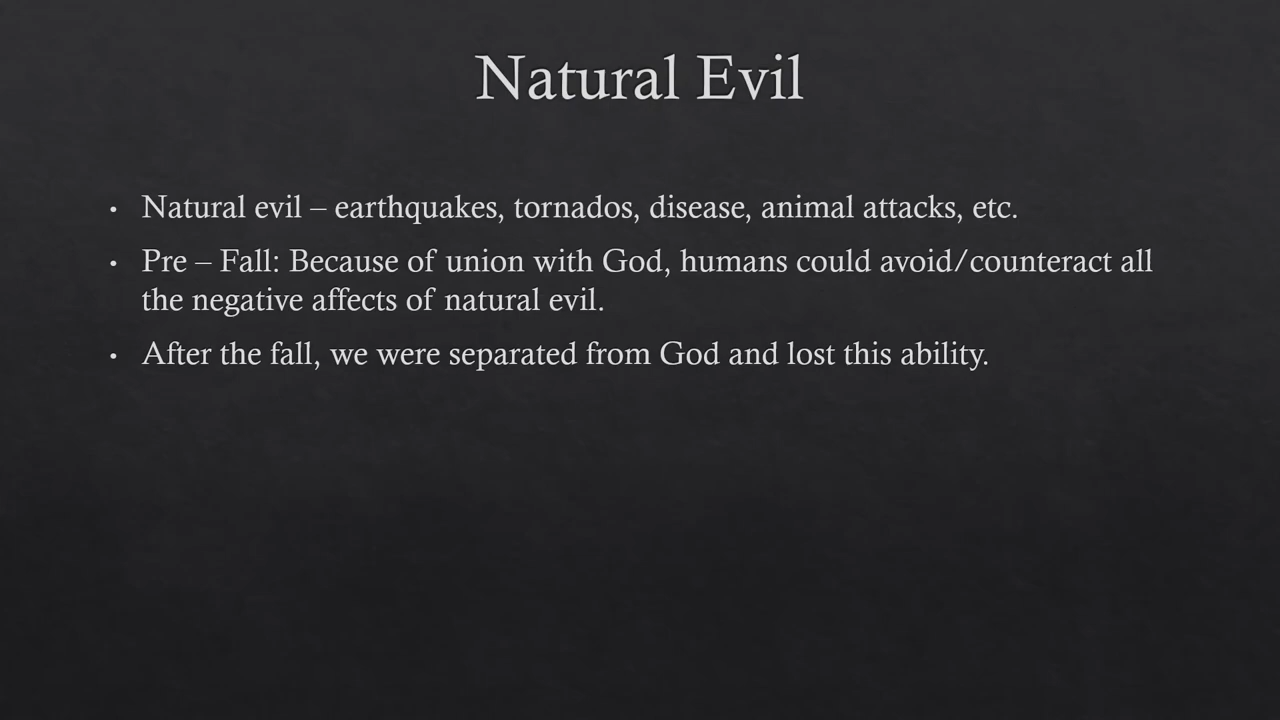 Natural Evil
• Natural evil – earthquakes, tornados, disease, animal attacks, etc.
• Pre – Fall: Because of union with God, humans could avoid/counteract all
the negative affects of natural evil.
• After the fall, we were separated from God and lost this ability.